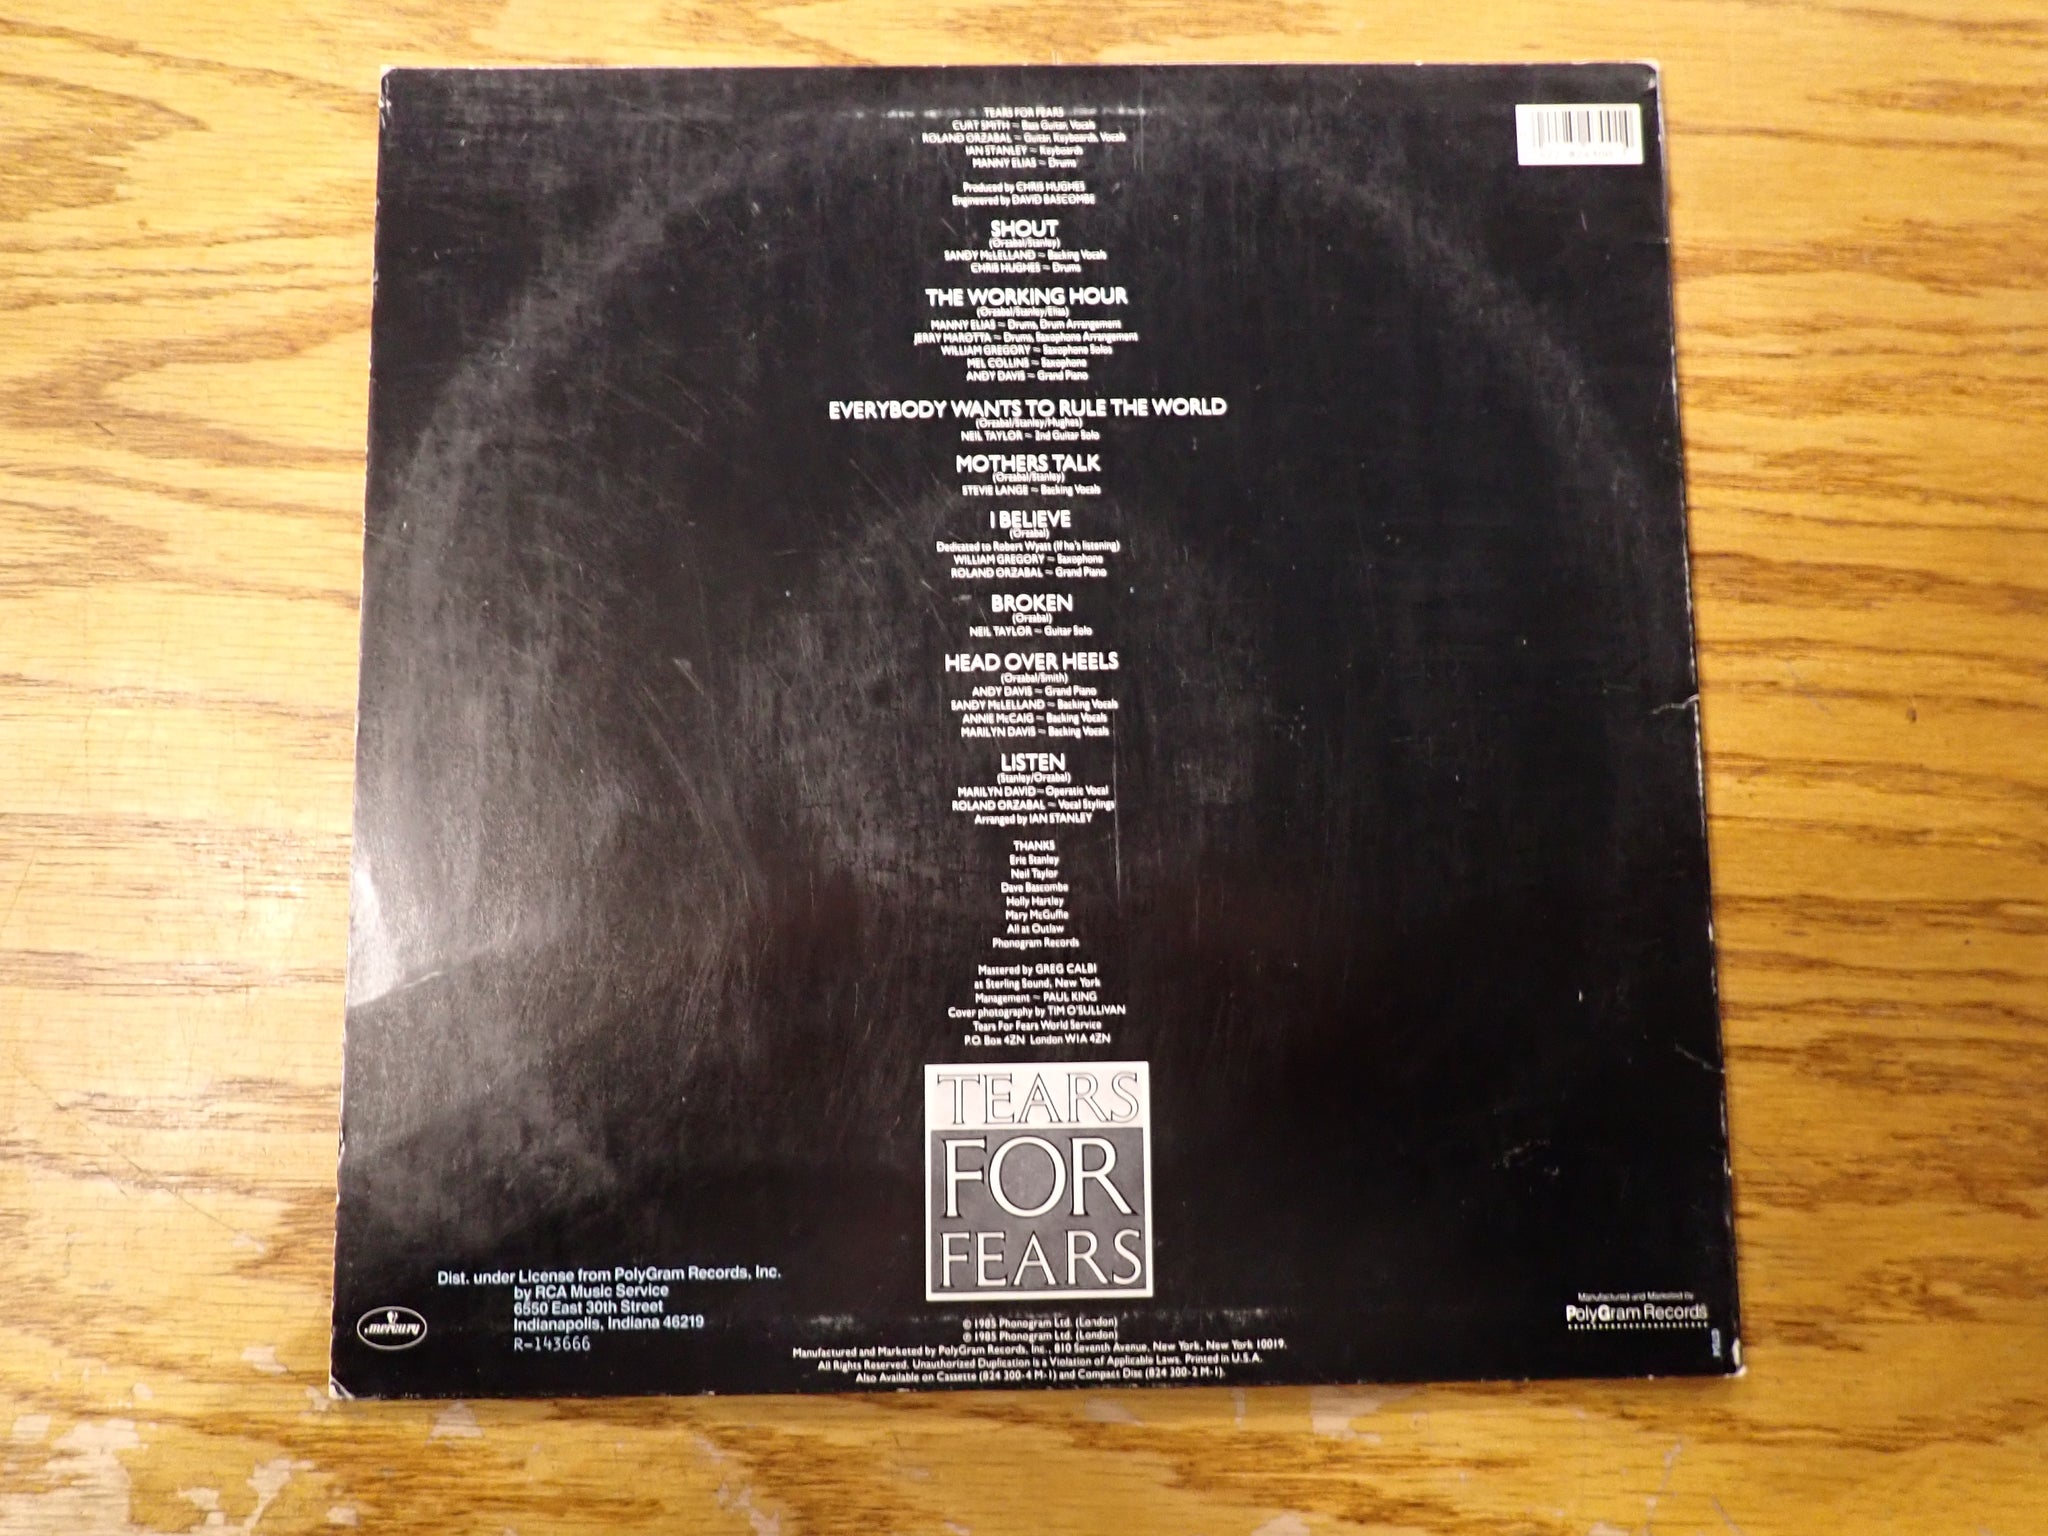 TEARS FOR FEARS
CURT SMITH ~ Bass Guitar, Vocals
ROLAND ORZABAL ~ Guitar, Keyboards, Vocals
IAN STANLEY ~ Keyboards
MANNY ELIAS ~ Drums
Produced by CHRIS HUGHES
Engineered by DAVID BASCOMBE
SHOUT
(Orzabal/Stanley)
SANDY McLELLAND ~ Backing Vocals
CHRIS HUGHES ~ Drums
THE WORKING HOUR
(Orzabal/Stanley/Elias)
MANNY ELIAS ~ Drums, Drum Arrangement
JERRY MAROTTA ~ Drums, Saxophone Arrangement
WILLIAM GREGORY ~ Saxophone Solos
MEL COLLINS ~ Saxophone
ANDY DAVIS ~ Grand Piano
EVERYBODY WANTS TO RULE THE WORLD
(Orzabal/Stanley/Hughes)
NEIL TAYLOR ~ 2nd Guitar Solo
MOTHERS TALK
(Orzabal/Stanley)
STEVIE LANGE ~ Backing Vocals
I BELIEVE
(Orzabal)
Dedicated to Robert Wyatt (If he's listening)
WILLIAM GREGORY ~ Saxophone
ROLAND ORZABAL ~ Grand Piano
BROKEN
(Orzabal)
NEIL TAYLOR ~ Guitar Solo
HEAD OVER HEELS
(Orzabal/Smith)
ANDY DAVIS ~ Grand Piano
SANDY McLELLAND ~ Backing Vocals
ANNIE McCAIG ~ Backing Vocals
MARILYN DAVIS ~ Backing Vocals
LISTEN
(Stanley/Orzabal)
MARILYN DAVID ~ Operatic Vocal
ROLAND ORZABAL ~ Vocal Stylings
Arranged by IAN STANLEY
THANKS
Eric Stanley
Neil Taylor
Dave Bascombe
Holly Hartley
Mary McGuffie
All at Outlaw
Phonogram Records
Mastered by GREG CALBI
at Sterling Sound, New York
Management ~ PAUL KING
Cover photography by TIM O'SULLIVAN
Tears For Fears World Service
P.O. Box 4ZN London W1A 4ZN
TEARS
FOR
FEARS
Dist. under License from PolyGram Records, Inc.
by RCA Music Service
6550 East 30th Street
Indianapolis, Indiana 46219
R-143666
mercury
℗ 1985 Phonogram Ltd. (London)
© 1985 Phonogram Ltd. (London)
Manufactured and Marketed by PolyGram Records, Inc., 810 Seventh Avenue, New York, New York 10019.
All Rights Reserved. Unauthorized Duplication is a Violation of Applicable Laws. Printed in U.S.A.
Also Available on Cassette (824 300-4 M-1) and Compact Disc (824 300-2 M-1).
Manufactured and Marketed by
PolyGram Records